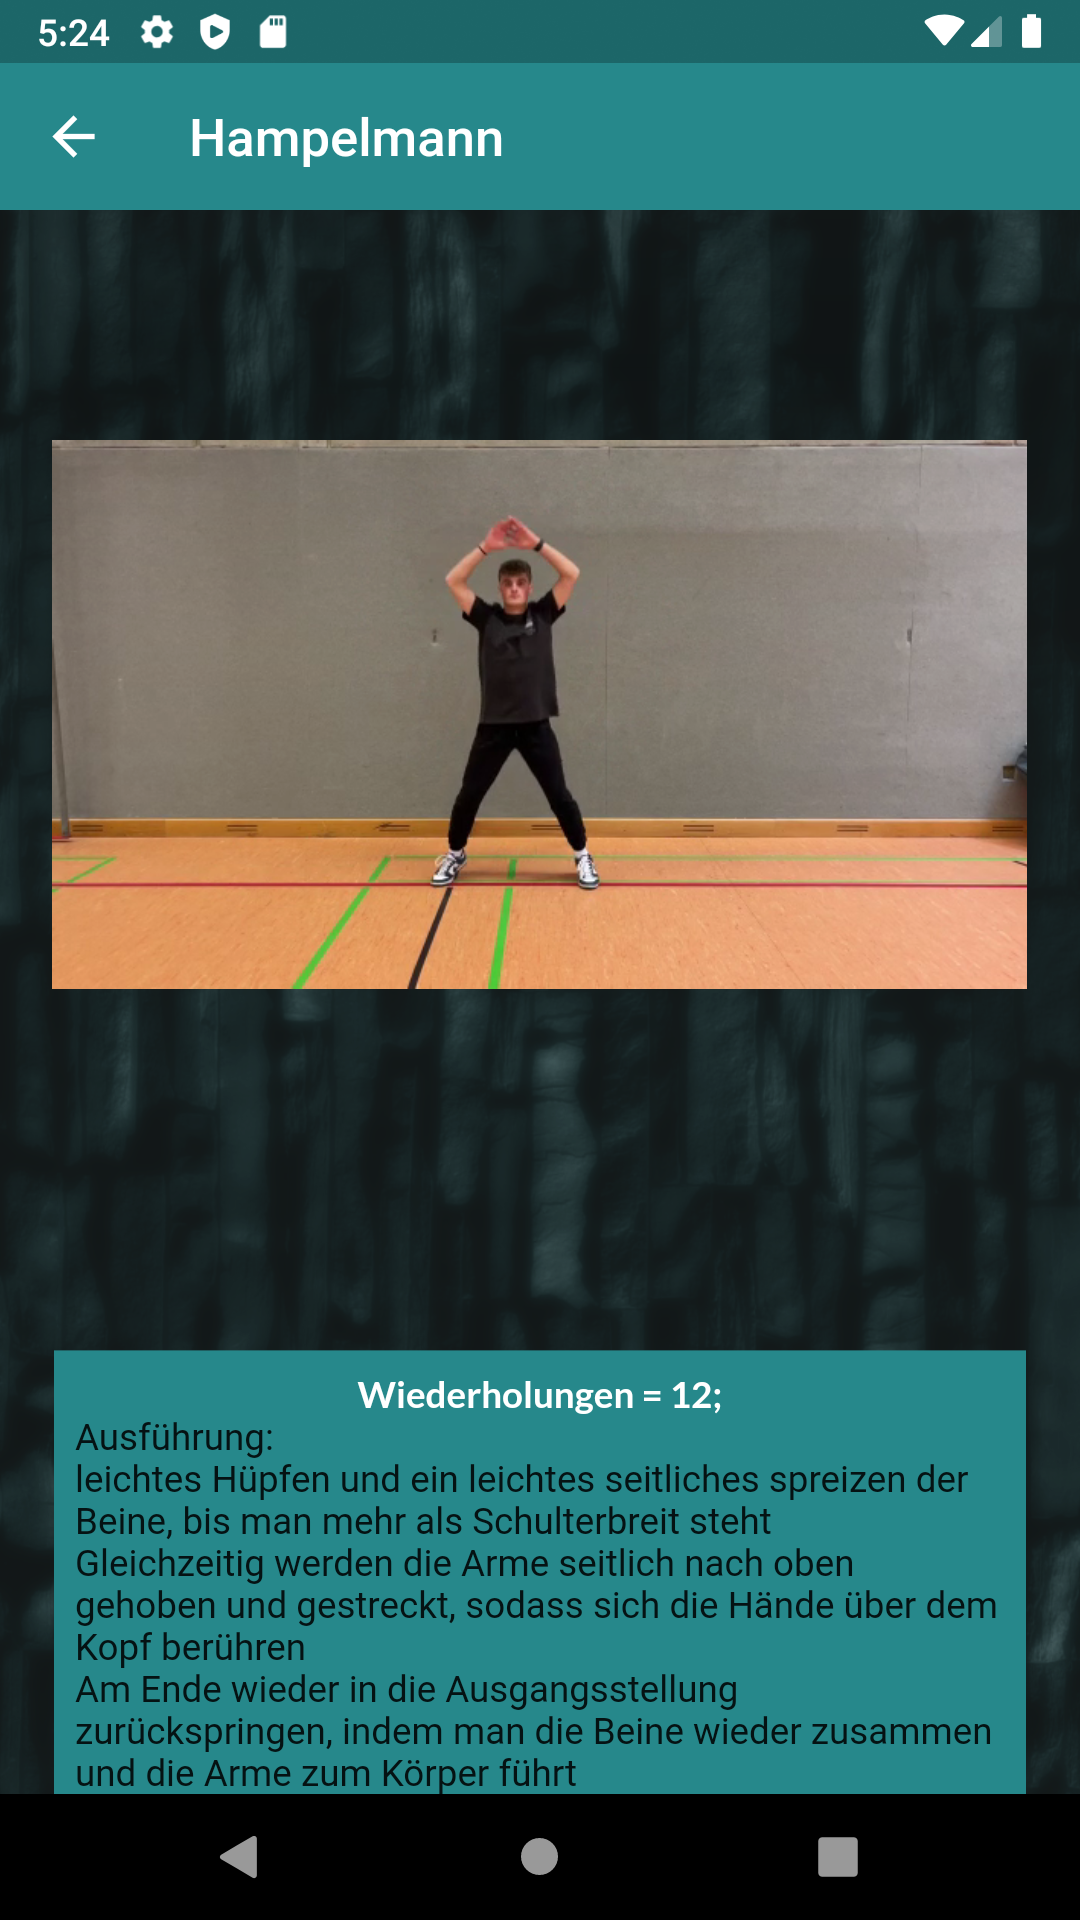 5:24
Hampelmann
Wiederholungen = 12;
Ausführung:
leichtes Hüpfen und ein leichtes seitliches spreizen der
Beine, bis man mehr als Schulterbreit steht
Gleichzeitig werden die Arme seitlich nach oben
gehoben und gestreckt, sodass sich die Hände über dem
Kopf berühren
Am Ende wieder in die Ausgangsstellung
zurückspringen, indem man die Beine wieder zusammen
und die Arme zum Körper führt